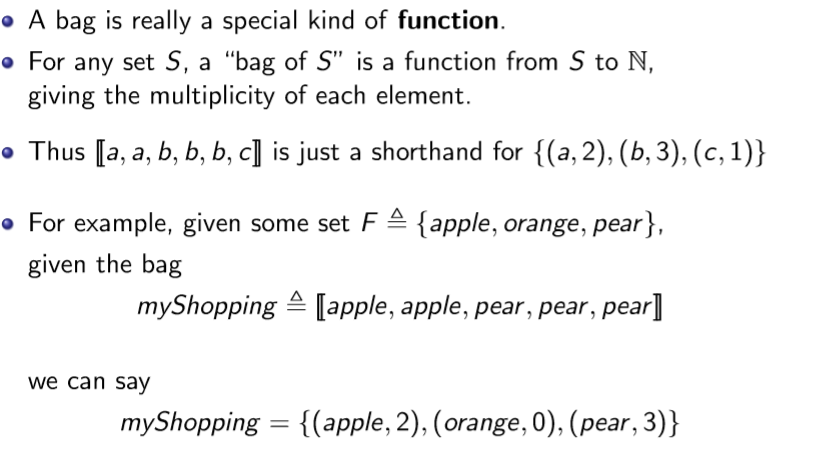 • A bag is really a special kind of function.
• For any set S, a “bag of S” is a function from S to ℕ,
giving the multiplicity of each element.
• Thus ⟦a, a, b, b, b, c⟧ is just a shorthand for {(a, 2), (b, 3), (c, 1)}
• For example, given some set F ≜ {apple, orange, pear},
given the bag
myShopping ≜ ⟦apple, apple, pear, pear, pear⟧
we can say
myShopping = {(apple, 2), (orange, 0), (pear, 3)}